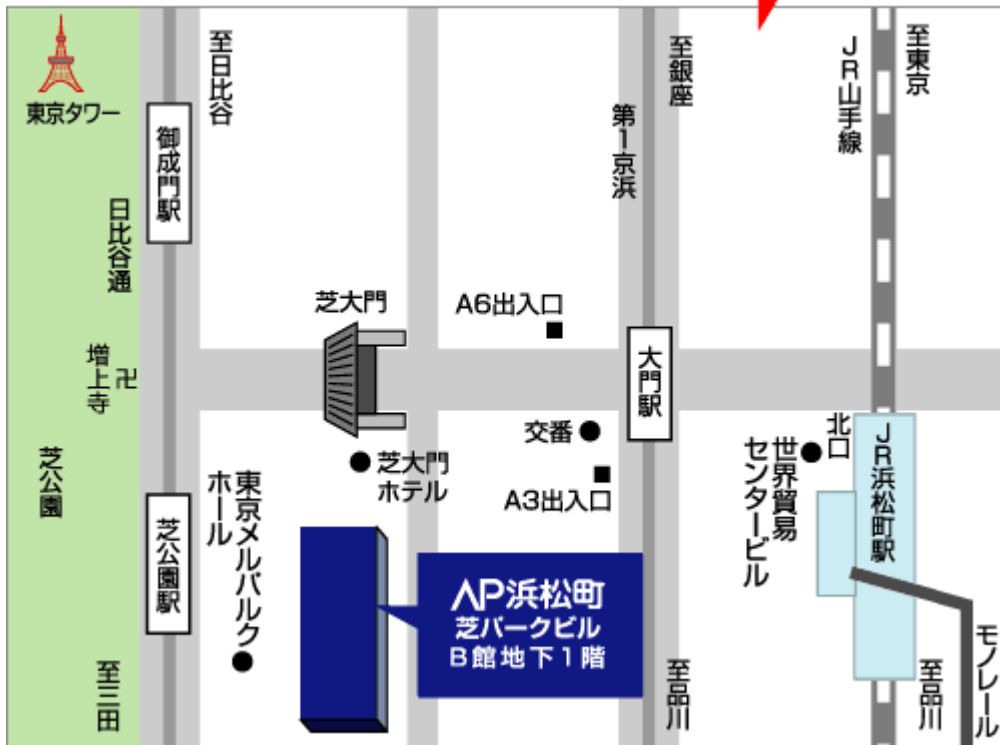 東京タワー
御成門駅
至日比谷
日比谷通
増上寺
卍
芝公園
芝公園駅
至三田
東京メルパルク
ホール
芝大門
芝大門
ホテル
A6出入口
交番
A3出入口
第1京浜
至銀座
大門駅
AP浜松町
芝パークビル
B館地下1階
至品川
JR山手線
至東京
北口
世界貿易
センタービル
JR浜松町駅
至品川
モノレール